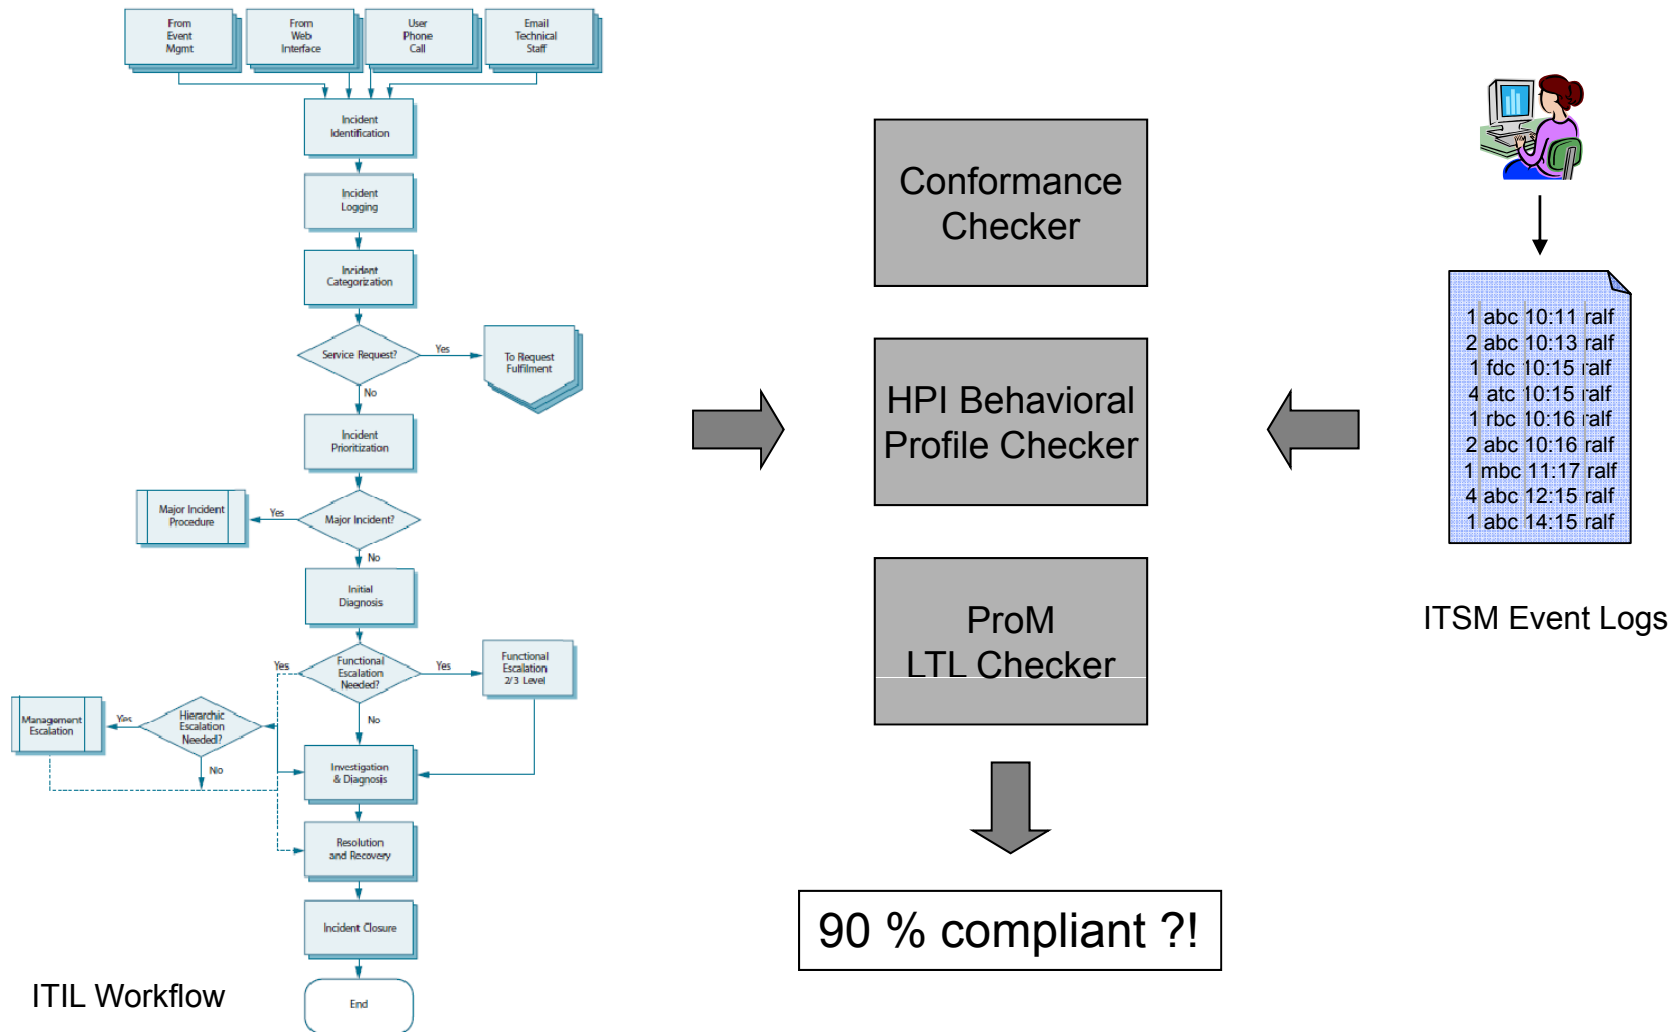 From
Event
Mgmt
From
Web
Interface
User
Phone
Call
Email
Technical
Staff
Incident
Identification
Incident
Logging
Incident
Categorization
Service Request?
Yes
To Request
Fulfilment
No
Incident
Prioritization
Major Incident
Procedure
Yes
Major Incident?
No
Initial
Diagnosis
Yes
Functional
Escalation
Needed?
Yes
Functional
Escalation
2/3 Level
No
Management
Escalation
Yes
Hierarchic
Escalation
Needed?
No
Investigation
& Diagnosis
Resolution
and Recovery
Incident Closure
End
ITIL Workflow
Conformance
Checker
HPI Behavioral
Profile Checker
ProM
LTL Checker
90 % compliant ?!
1 abc 10:11 ralf
2 abc 10:13 ralf
1 fdc 10:15 ralf
4 atc 10:15 ralf
1 rbc 10:16 ralf
2 abc 10:16 ralf
1 mbc 11:17 ralf
4 abc 12:15 ralf
1 abc 14:15 ralf
ITSM Event Logs